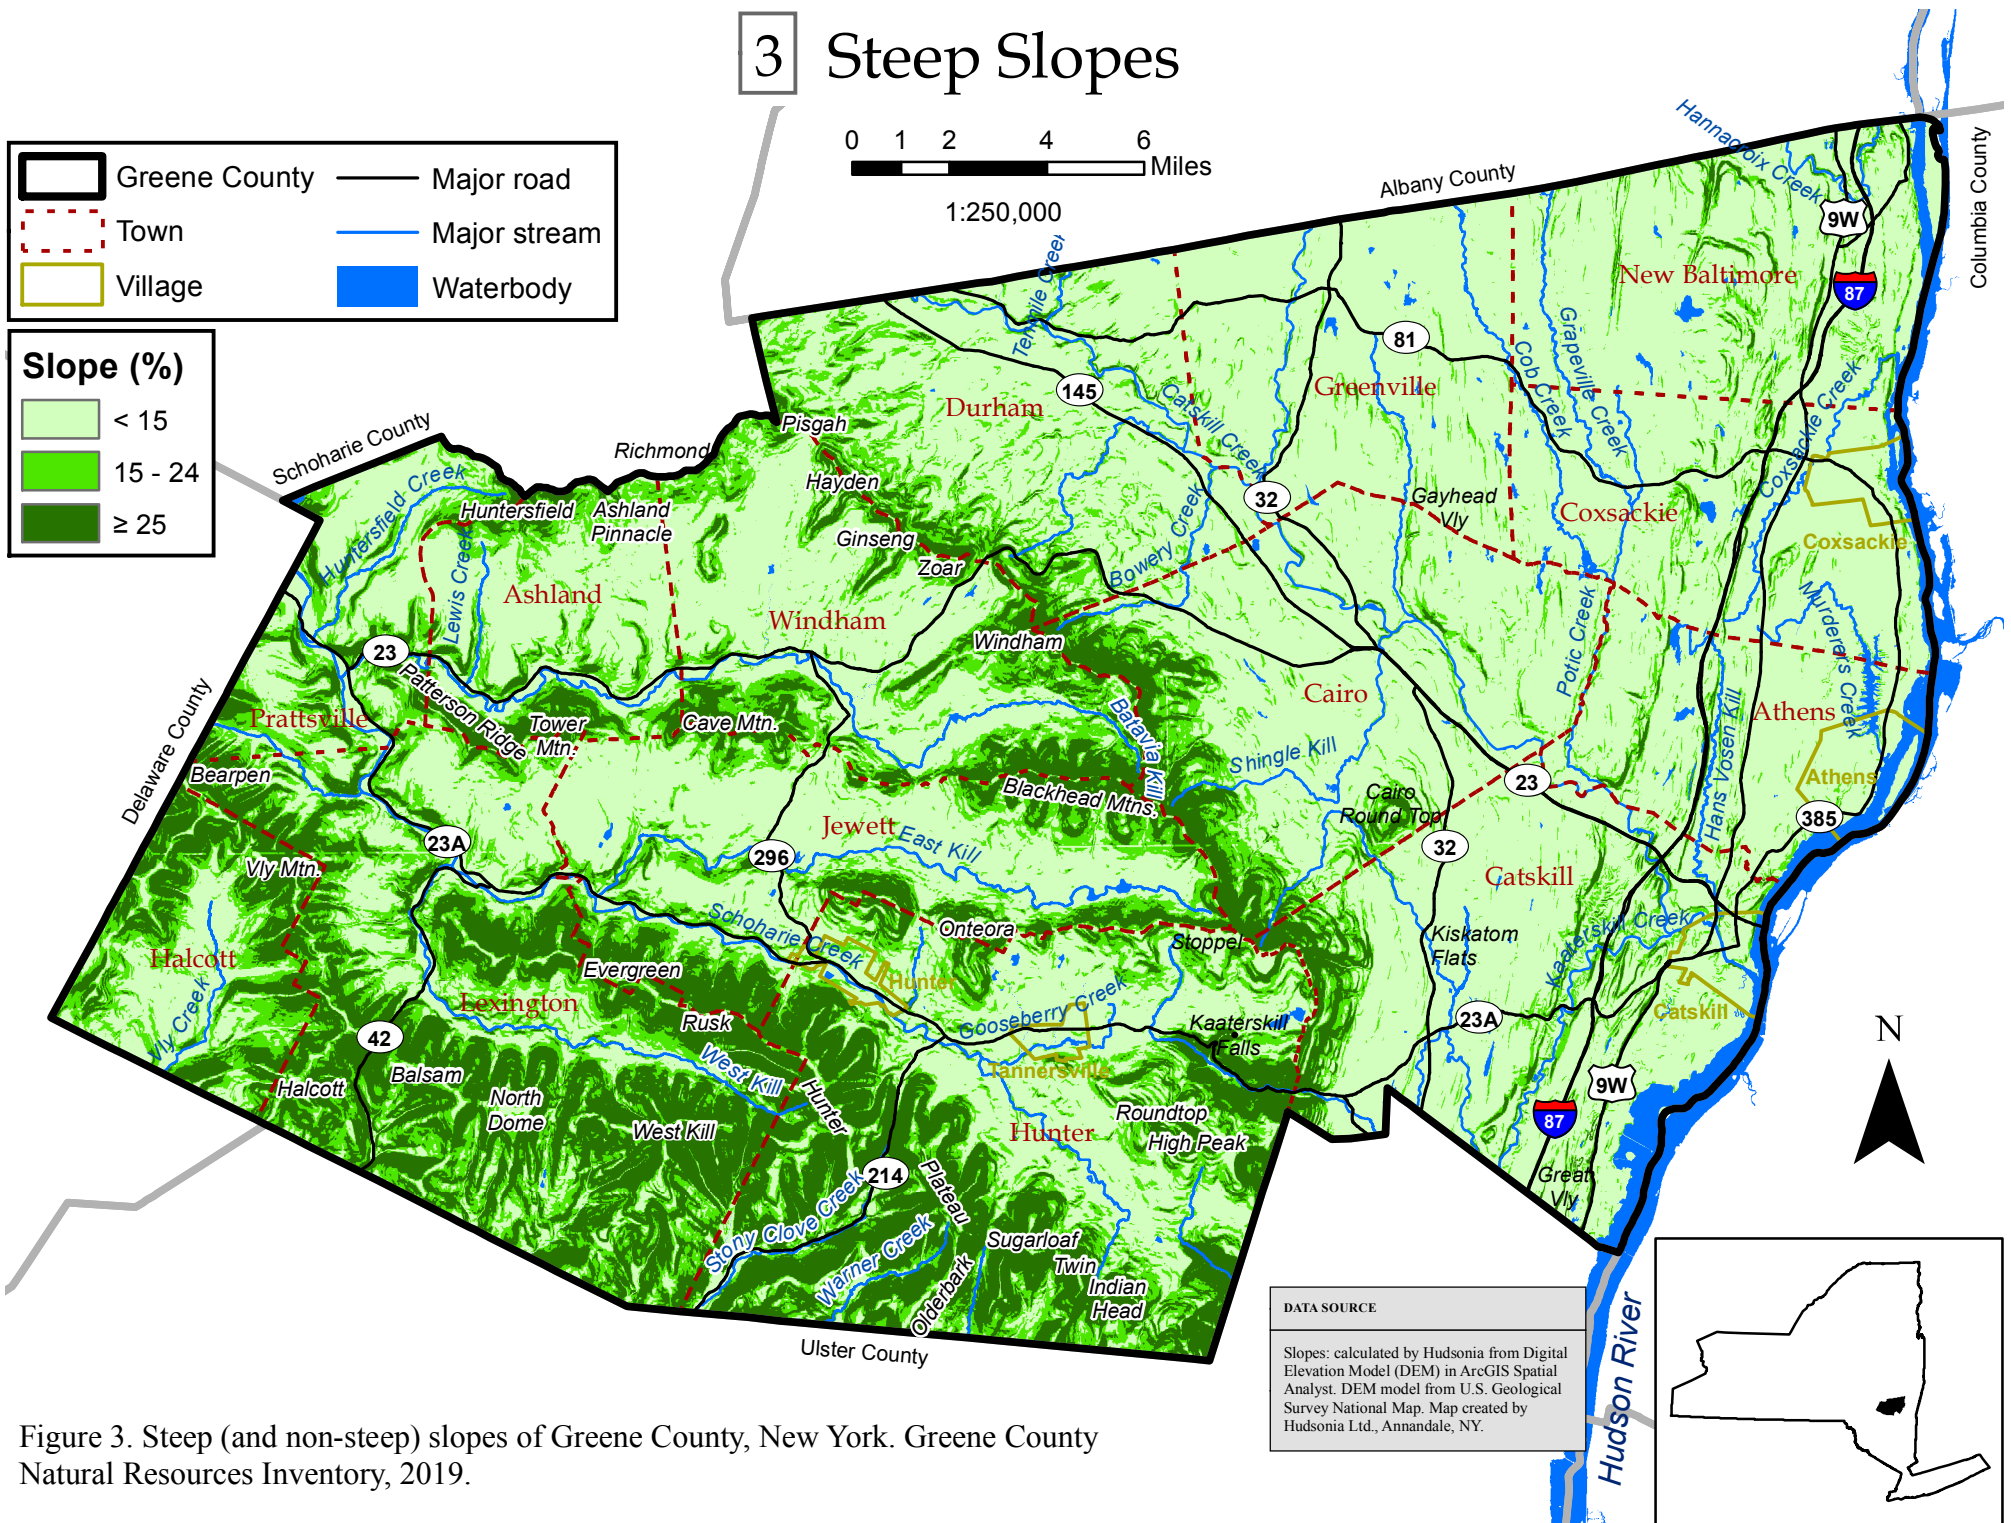 3 Steep Slopes
0 1 2 4 6
Miles
1:250,000
Greene County
Major road
Town
Major stream
Village
Waterbody
Slope (%)
< 15
15 - 24
≥ 25
Schoharie County
Albany County
Columbia County
Delaware County
Ulster County
Hannacroix Creek
9W
87
New Baltimore
Tenmile Creek
81
145
Durham
Greenville
Catskill Creek
Cob Creek
Grapeville Creek
Coxsackie Creek
Pisgah
Richmond
Hayden
Huntersfield Creek
Huntersfield
Ashland
Pinnacle
Ginseng
Zoar
32
Gayhead
Vly
Coxsackie
Coxsackie
Bowery Creek
Lewis Creek
Ashland
Windham
Windham
Murderers Creek
Potic Creek
23
Patterson Ridge
Prattsville
Tower
Mtn.
Cave Mtn.
Batavia Kill
Cairo
Shingle Kill
Hans Vosen Kill
Athens
Athens
Bearpen
Blackhead Mtns.
Cairo
Round Top
23
385
Vly Mtn.
23A
296
Jewett
East Kill
32
Catskill
Schoharie Creek
Onteora
Stoppel
Kiskatom
Flats
Kaaterskill Creek
Halcott
Vly Creek
Evergreen
Lexington
Hunter
Rusk
Gooseberry Creek
Kaaterskill
Falls
Tannersville
23A
Catskill
42
Halcott
Balsam
North
Dome
West Kill
West Kill
Hunter
Hunter
Roundtop
High Peak
9W
87
Great
Vly
214
Plateau
Stony Clove Creek
Warner Creek
Olderbark
Sugarloaf
Twin
Indian
Head
N
Hudson River
DATA SOURCE
Slopes: calculated by Hudsonia from Digital
Elevation Model (DEM) in ArcGIS Spatial
Analyst. DEM model from U.S. Geological
Survey National Map. Map created by
Hudsonia Ltd., Annandale, NY.
Figure 3. Steep (and non-steep) slopes of Greene County, New York. Greene County
Natural Resources Inventory, 2019.